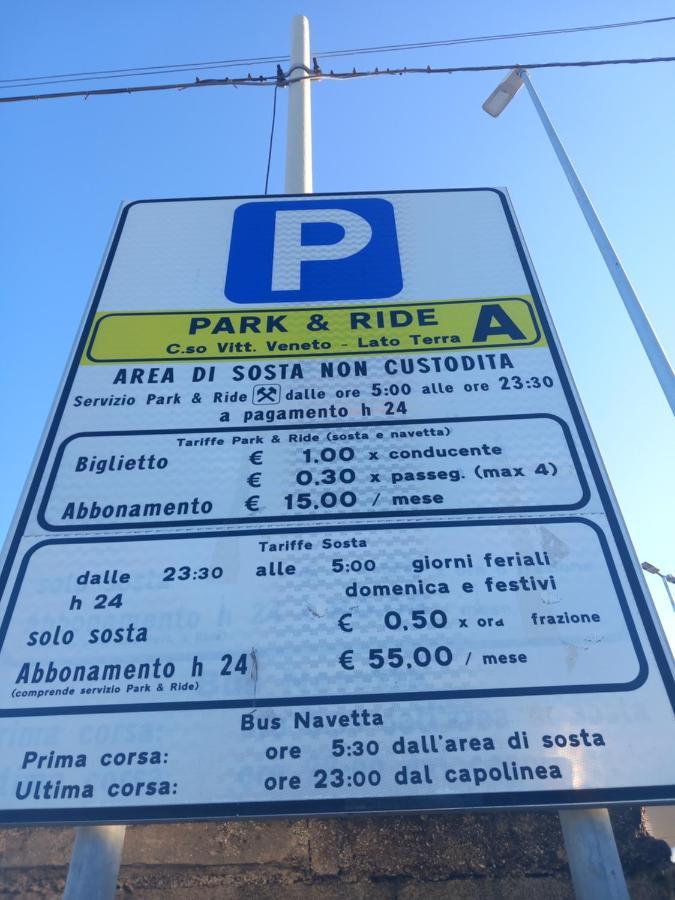 P
PARK & RIDE A
C.so Vitt. Veneto - Lato Terra
AREA DI SOSTA NON CUSTODITA
Servizio Park & Ride dalle ore 5:00 alle ore 23:30
a pagamento h 24
Tariffe Park & Ride (sosta e navetta)
Biglietto € 1,00 x conducente
€ 0,30 x passeg. (max 4)
Abbonamento € 15,00 / mese
Tariffe Sosta
dalle 23:30 alle 5:00 giorni feriali
h 24 domenica e festivi
solo sosta € 0,50 x ora frazione
Abbonamento h 24 € 55,00 / mese
(comprende servizio Park & Ride)
Bus Navetta
Prima corsa: ore 5:30 dall'area di sosta
Ultima corsa: ore 23:00 dal capolinea